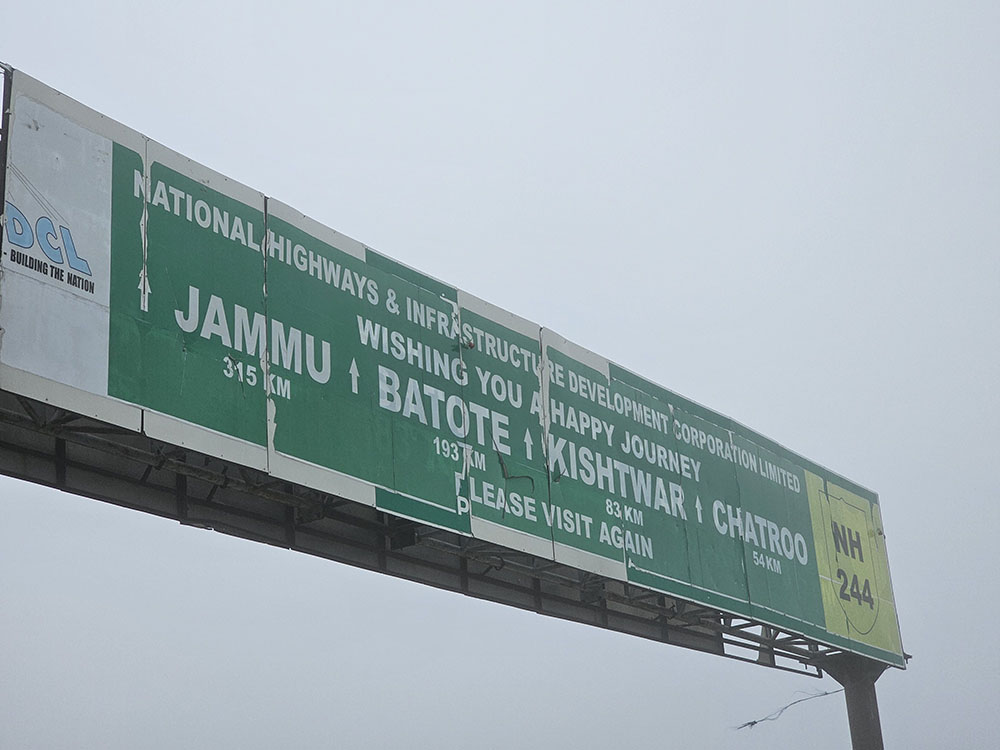 DCL
- BUILDING THE NATION
NATIONAL HIGHWAYS & INFRASTRUCTURE DEVELOPMENT CORPORATION LIMITED
WISHING YOU A HAPPY JOURNEY
JAMMU ↑ BATOTE ↑ KISHTWAR ↑ CHATROO
315 KM 193 KM 83 KM 54 KM
PLEASE VISIT AGAIN
NH
244